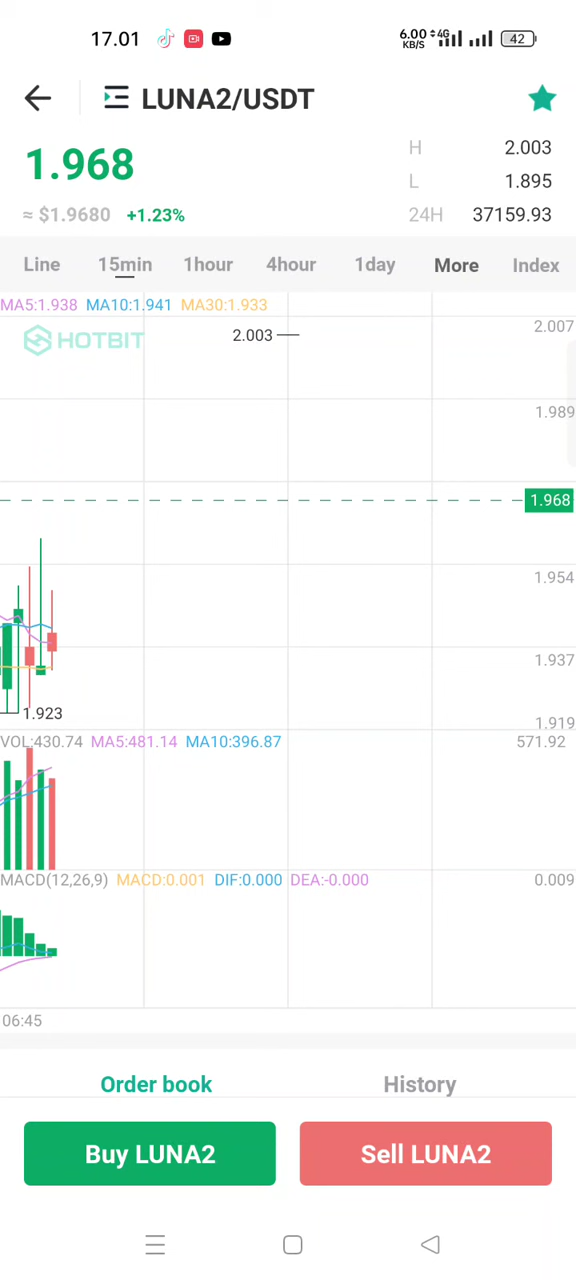 17.01 6.00 KB/S 4G 42
LUNA2/USDT
1.968 H 2.003
L 1.895
≈ $1.9680 +1.23% 24H 37159.93
Line 15min 1hour 4hour 1day More Index
MA5:1.938 MA10:1.941 MA30:1.933
2.007
HOTBIT 2.003
1.989
1.968
1.954
1.937
1.923
1.919
VOL:430.74 MA5:481.14 MA10:396.87 571.92
MACD(12,26,9) MACD:0.001 DIF:0.000 DEA:-0.000 0.009
06:45
Order book History
Buy LUNA2 Sell LUNA2